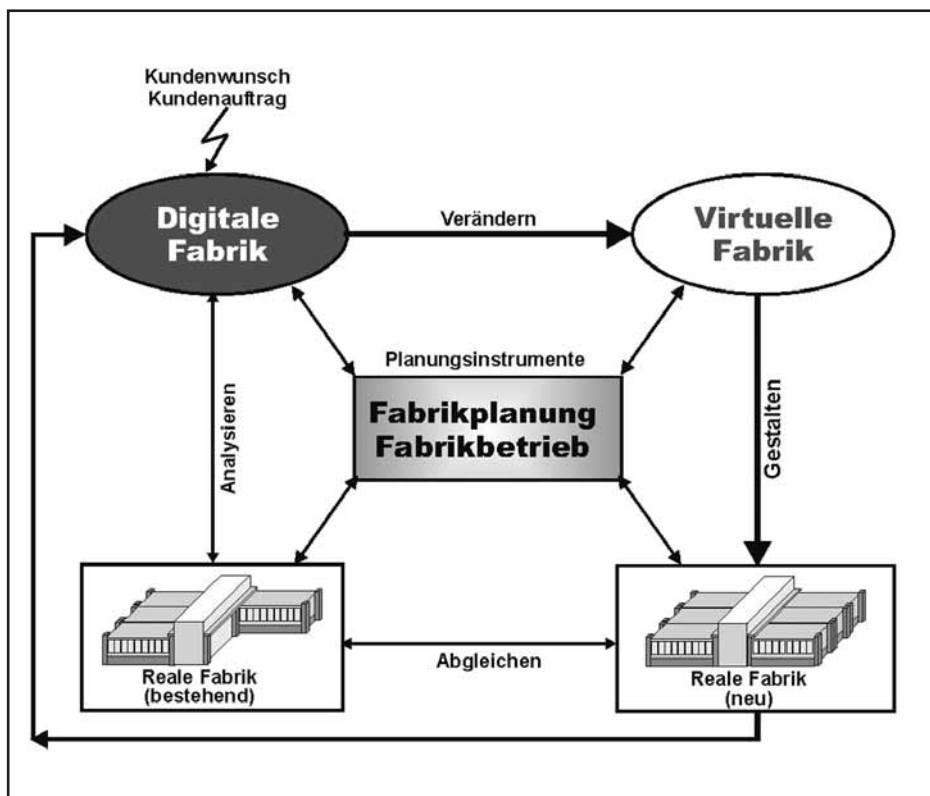 Kundenwunsch
Kundenauftrag
Digitale
Fabrik
Verändern
Virtuelle
Fabrik
Planungsinstrumente
Fabrikplanung
Fabrikbetrieb
Analysieren
Gestalten
Reale Fabrik
(bestehend)
Abgleichen
Reale Fabrik
(neu)